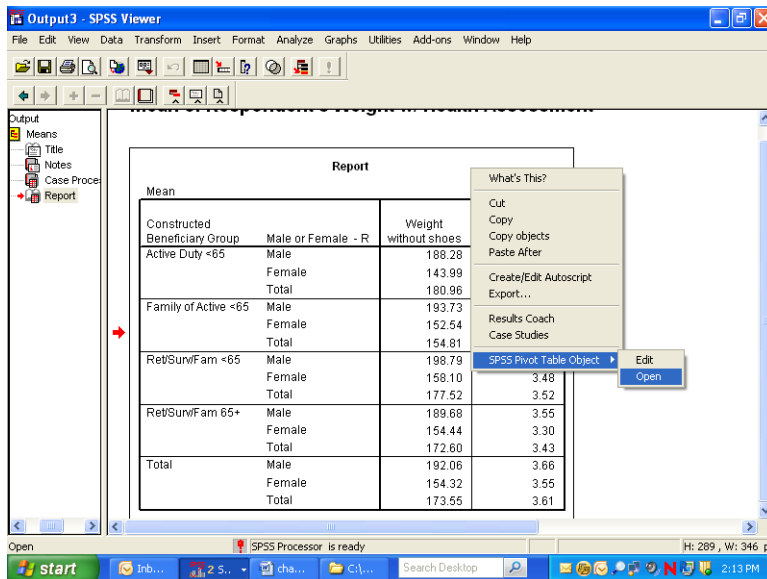 Output3 - SPSS Viewer
File Edit View Data Transform Insert Format Analyze Graphs Utilities Add-ons Window Help
Output
Means
Title
Notes
Case Proce
Report
Report
Mean
Constructed
Beneficiary Group Male or Female - R Weight
without shoes
Active Duty <65 Male 188.28
Female 143.99
Total 180.96
Family of Active <65 Male 193.73
Female 152.54
Total 154.81
Ret/Surv/Fam <65 Male 198.79
Female 158.10 3.48
Total 177.52 3.52
Ret/Surv/Fam 65+ Male 189.68 3.55
Female 154.44 3.30
Total 172.60 3.43
Total Male 192.06 3.66
Female 154.32 3.55
Total 173.55 3.61
What's This?
Cut
Copy
Copy objects
Paste After
Create/Edit Autoscript
Export...
Results Coach
Case Studies
SPSS Pivot Table Object
Edit
Open
Open SPSS Processor is ready H: 289 , W: 346
start Inb... 2 S.. cha... C:\... Search Desktop 2:13 PM